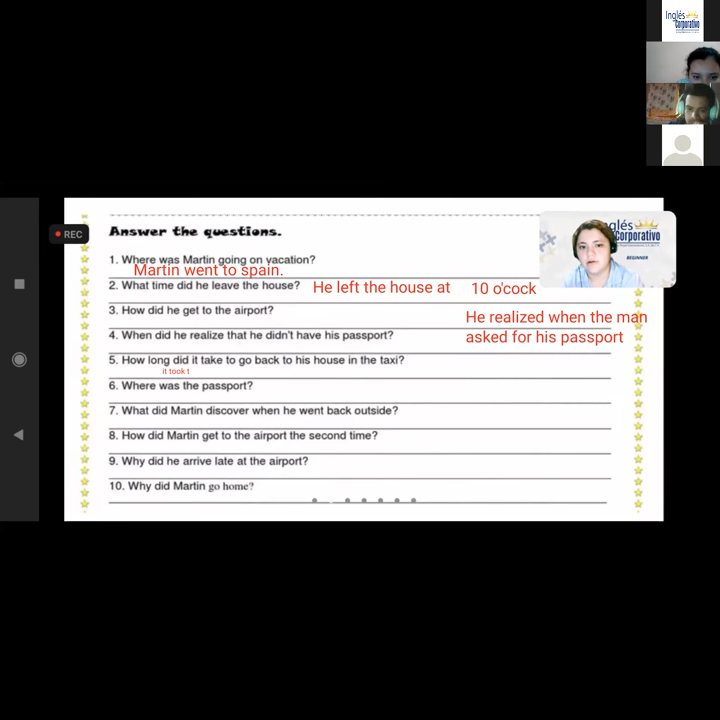 Inglés
Corporativo
REC
Answer the questions.
1. Where was Martin going on vacation?
Martin went to spain.
2. What time did he leave the house?
He left the house at 10 o'cock
3. How did he get to the airport?
He realized when the man
asked for his passport
4. When did he realize that he didn't have his passport?
5. How long did it take to go back to his house in the taxi?
it took t
6. Where was the passport?
7. What did Martin discover when he went back outside?
8. How did Martin get to the airport the second time?
9. Why did he arrive late at the airport?
10. Why did Martin go home?
Inglés
Corporativo
BEGINNER